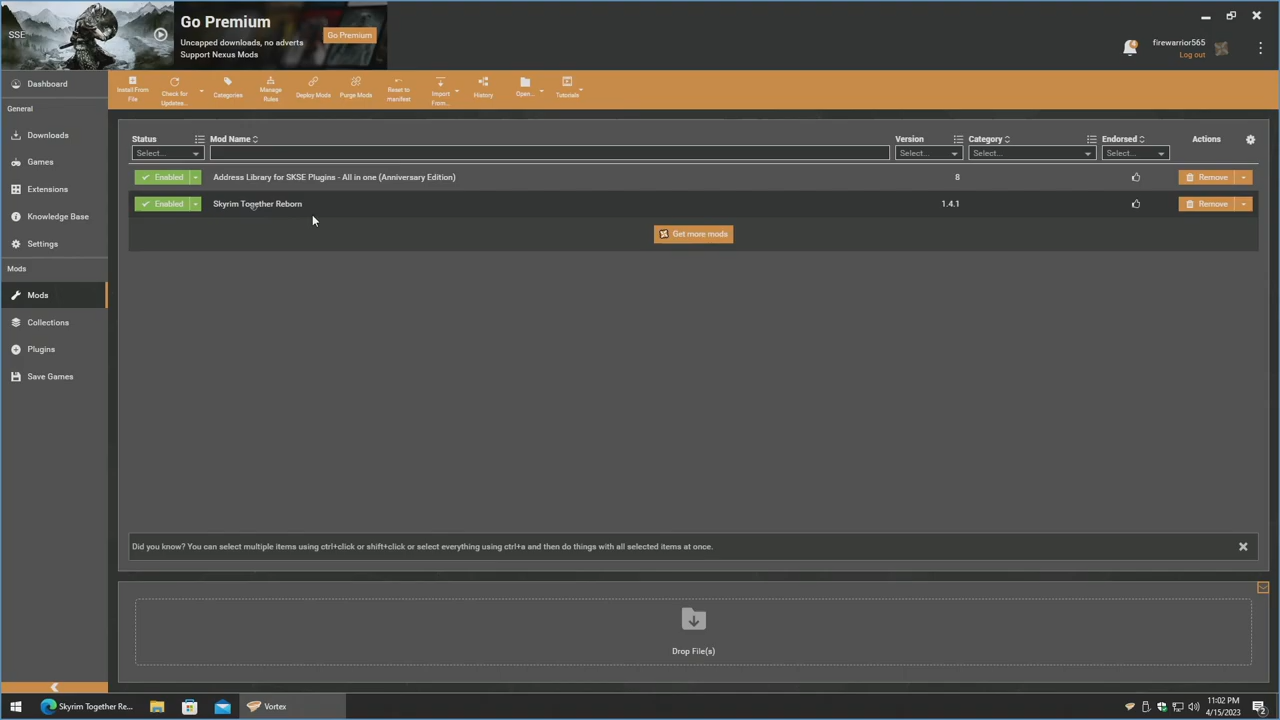 SSE
Go Premium
Uncapped downloads, no adverts
Support Nexus Mods
Go Premium
firewarrior565
Log out
Dashboard
General
Downloads
Games
Extensions
Knowledge Base
Settings
Mods
Mods
Collections
Plugins
Save Games
Install From
File
Check for
Updates...
Categories
Manage
Rules
Deploy Mods
Purge Mods
Reset to
manifest
Import
From...
History
Open...
Tutorials
Status
Mod Name
Version
Category
Endorsed
Actions
Select...
Select...
Select...
Select...
Enabled
Address Library for SKSE Plugins - All in one (Anniversary Edition)
8
Remove
Enabled
Skyrim Together Reborn
1.4.1
Remove
Get more mods
Did you know? You can select multiple items using ctrl+click or shift+click or select everything using ctrl+a and then do things with all selected items at once.
Drop File(s)
Skyrim Together Re...
Vortex
11:02 PM
4/15/2023
2